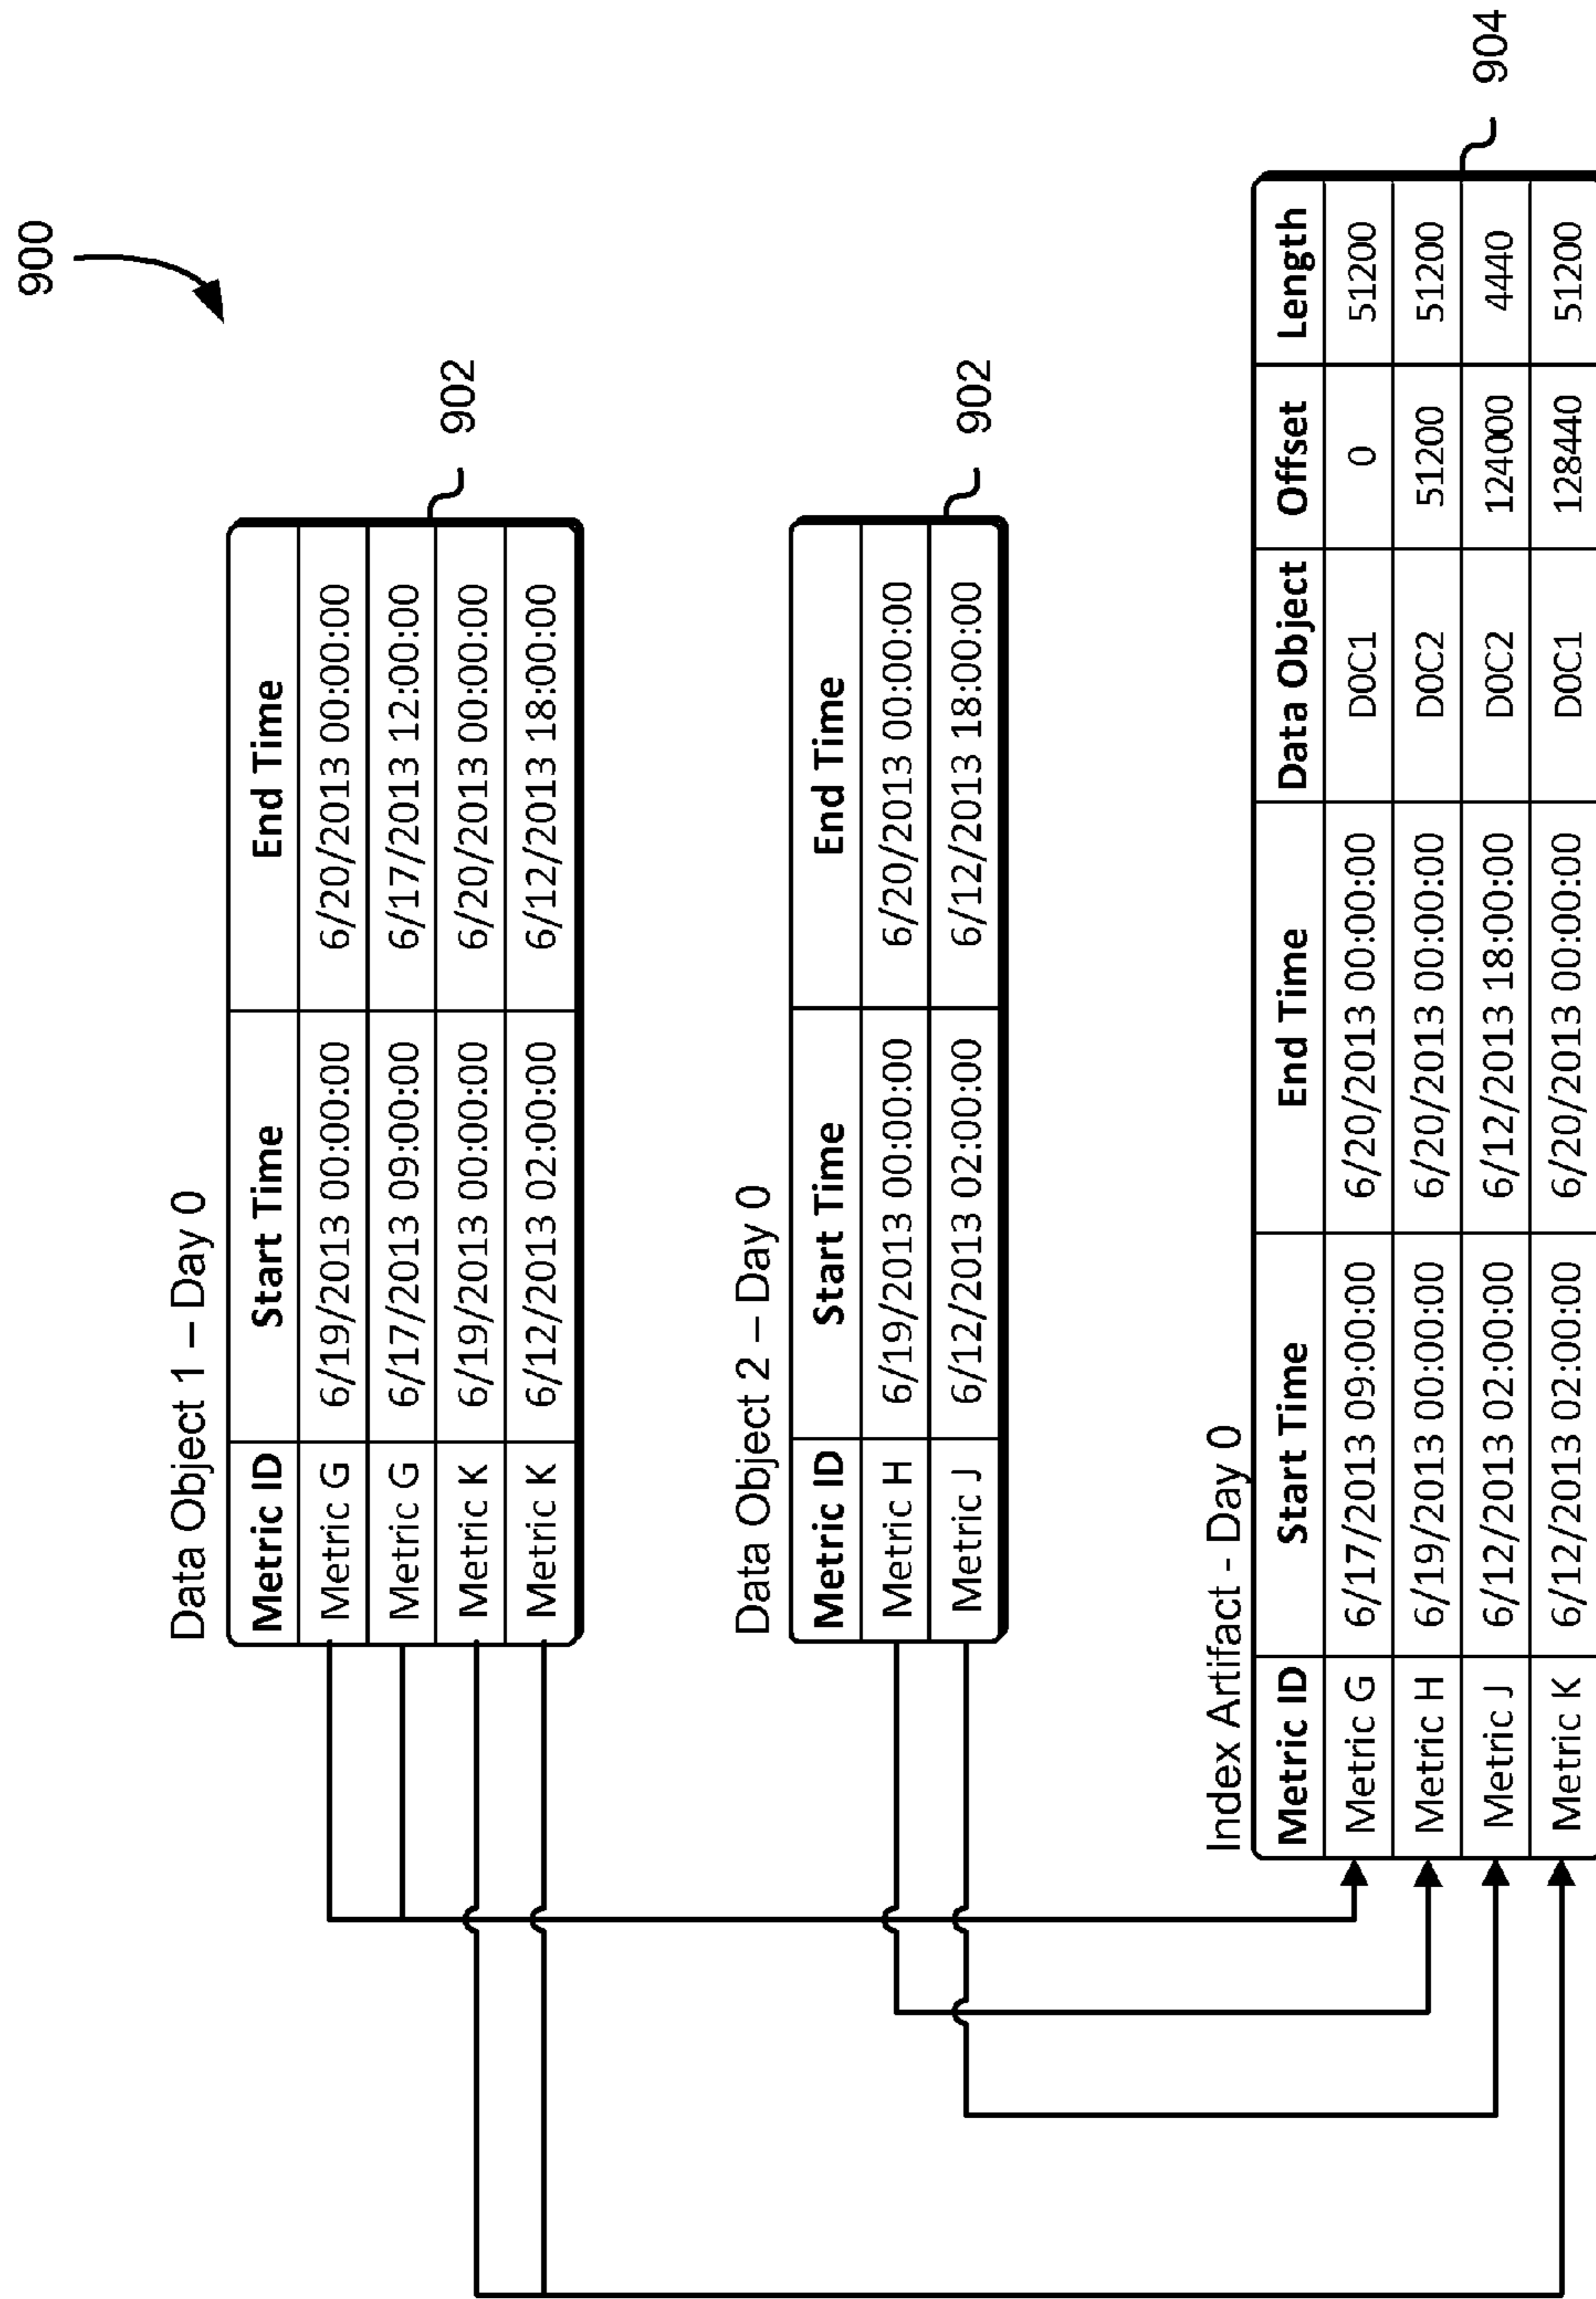 900
Data Object 1 – Day 0
Metric ID Start Time End Time
Metric G 6/19/2013 00:00:00 6/20/2013 00:00:00
Metric G 6/17/2013 09:00:00 6/17/2013 12:00:00
Metric K 6/19/2013 00:00:00 6/20/2013 00:00:00
Metric K 6/12/2013 02:00:00 6/12/2013 18:00:00
902
Data Object 2 – Day 0
Metric ID Start Time End Time
Metric H 6/19/2013 00:00:00 6/20/2013 00:00:00
Metric J 6/12/2013 02:00:00 6/12/2013 18:00:00
902
Index Artifact - Day 0
Metric ID Start Time End Time Data Object Offset Length
Metric G 6/17/2013 09:00:00 6/20/2013 00:00:00 D0C1 0 51200
Metric H 6/19/2013 00:00:00 6/20/2013 00:00:00 D0C2 51200 51200
Metric J 6/12/2013 02:00:00 6/12/2013 18:00:00 D0C2 124000 4440
Metric K 6/12/2013 02:00:00 6/20/2013 00:00:00 D0C1 128440 51200
904